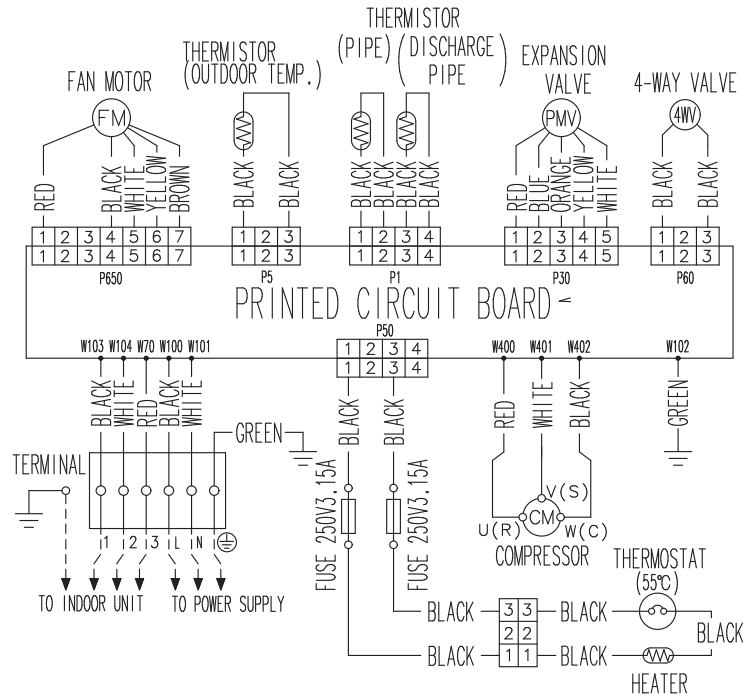 THERMISTOR
THERMISTOR (PIPE) (DISCHARGE
(OUTDOOR TEMP.) PIPE)
EXPANSION
FAN MOTOR VALVE 4-WAY VALVE
FM PMV 4WV
RED BLACK WHITE YELLOW BROWN BLACK BLACK BLACK BLACK BLACK BLACK RED BLUE ORANGE YELLOW WHITE BLACK BLACK
1 2 3 4 5 6 7 1 2 3 1 2 3 4 1 2 3 4 5 1 2 3
1 2 3 4 5 6 7 1 2 3 1 2 3 4 1 2 3 4 5 1 2 3
P650 P5 P1 P30 P60
PRINTED CIRCUIT BOARD
P50
W103 W104 W70 W100 W101 1 2 3 4 W400 W401 W402 W102
1 2 3 4
BLACK WHITE RED BLACK WHITE BLACK BLACK RED WHITE BLACK GREEN
GREEN
TERMINAL
FUSE 250V3.15A FUSE 250V3.15A
V(S)
U(R) CM W(C)
COMPRESSOR
1 2 3 L N
TO INDOOR UNIT TO POWER SUPPLY
THERMOSTAT
(55℃)
BLACK 3 3 BLACK
2 2 BLACK
BLACK 1 1 BLACK
HEATER